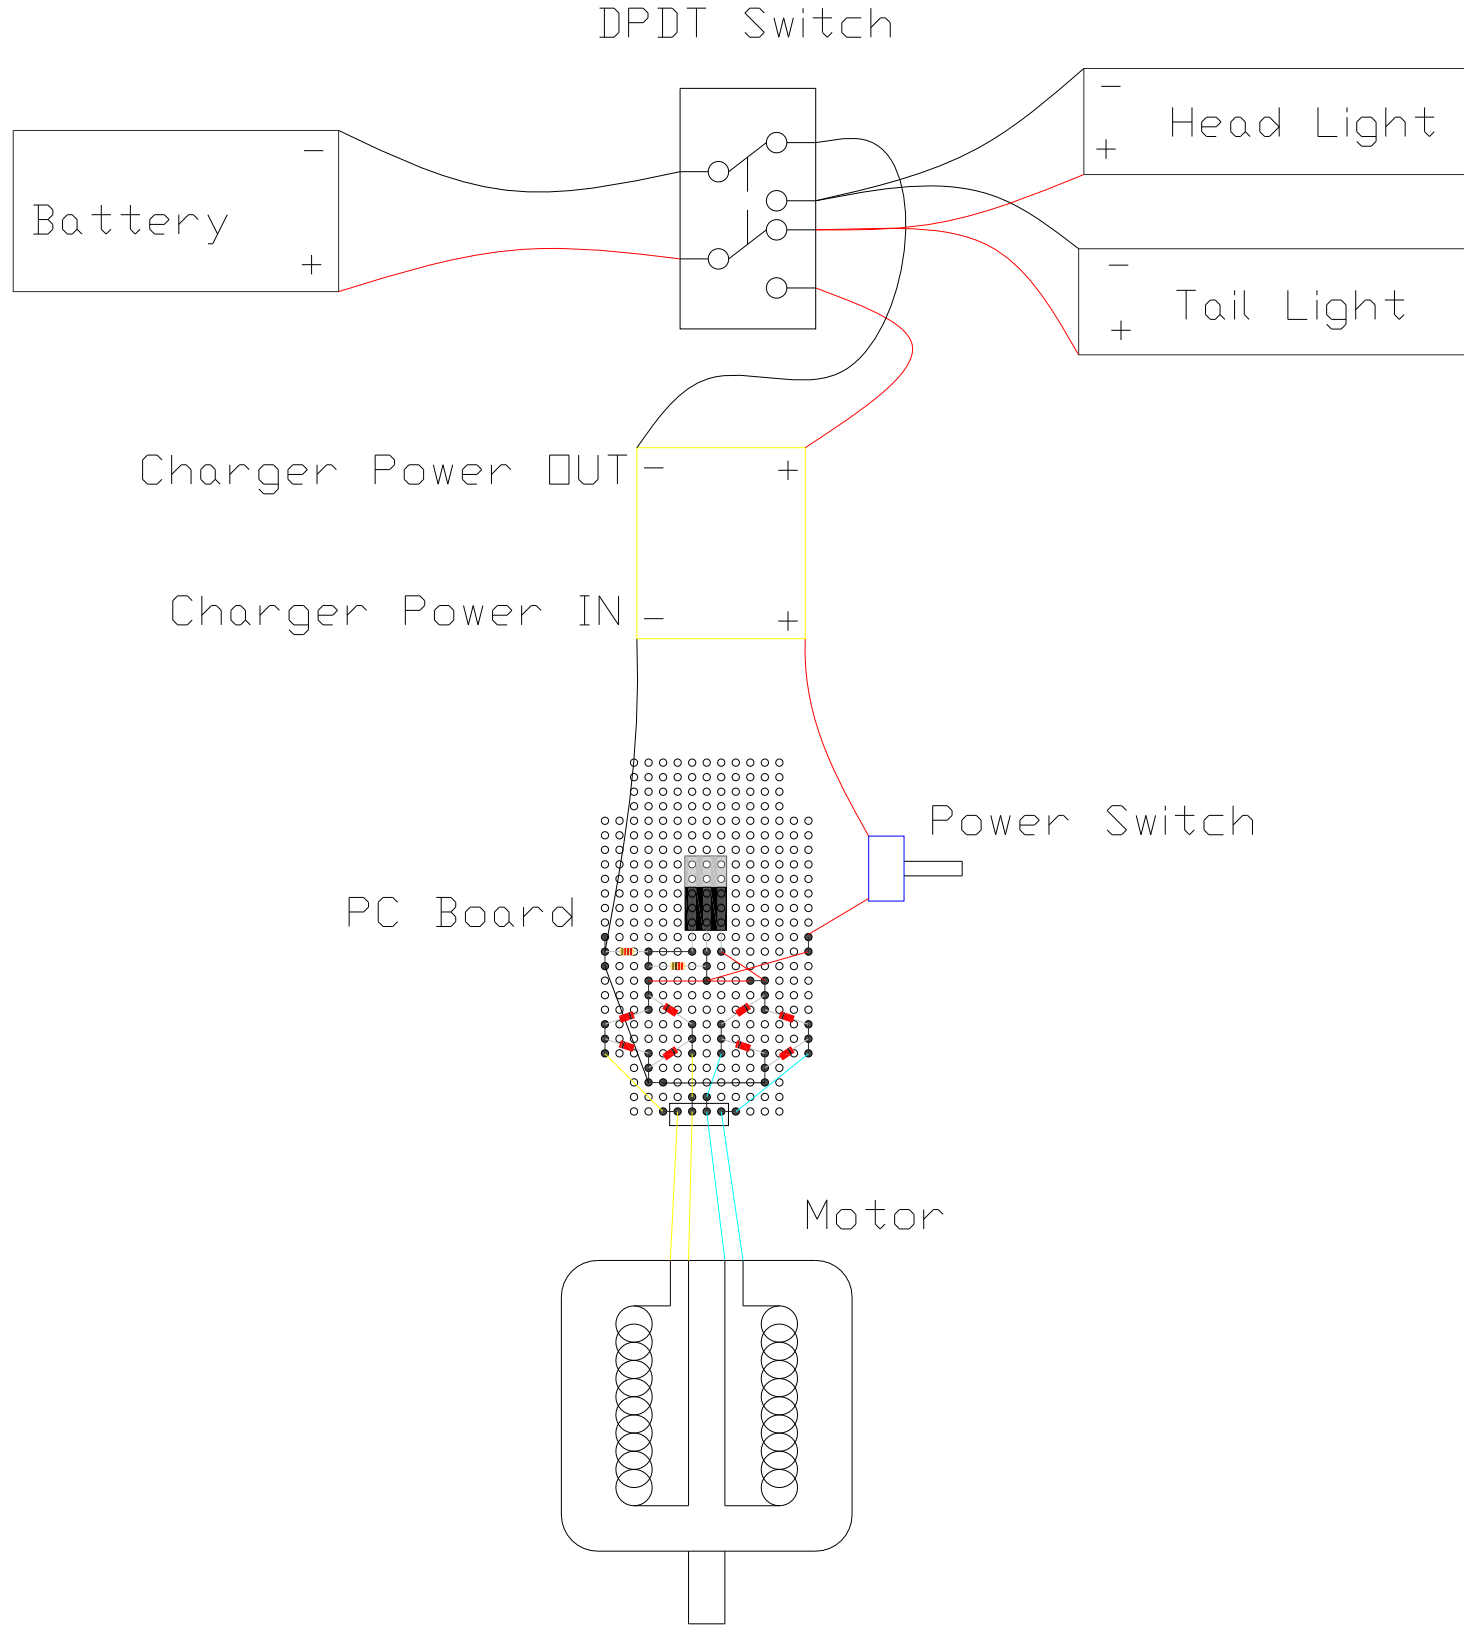 DPDT Switch
− Head Light
+
Battery −
+
− Tail Light
+
Charger Power OUT − +
Charger Power IN − +
Power Switch
PC Board
Motor